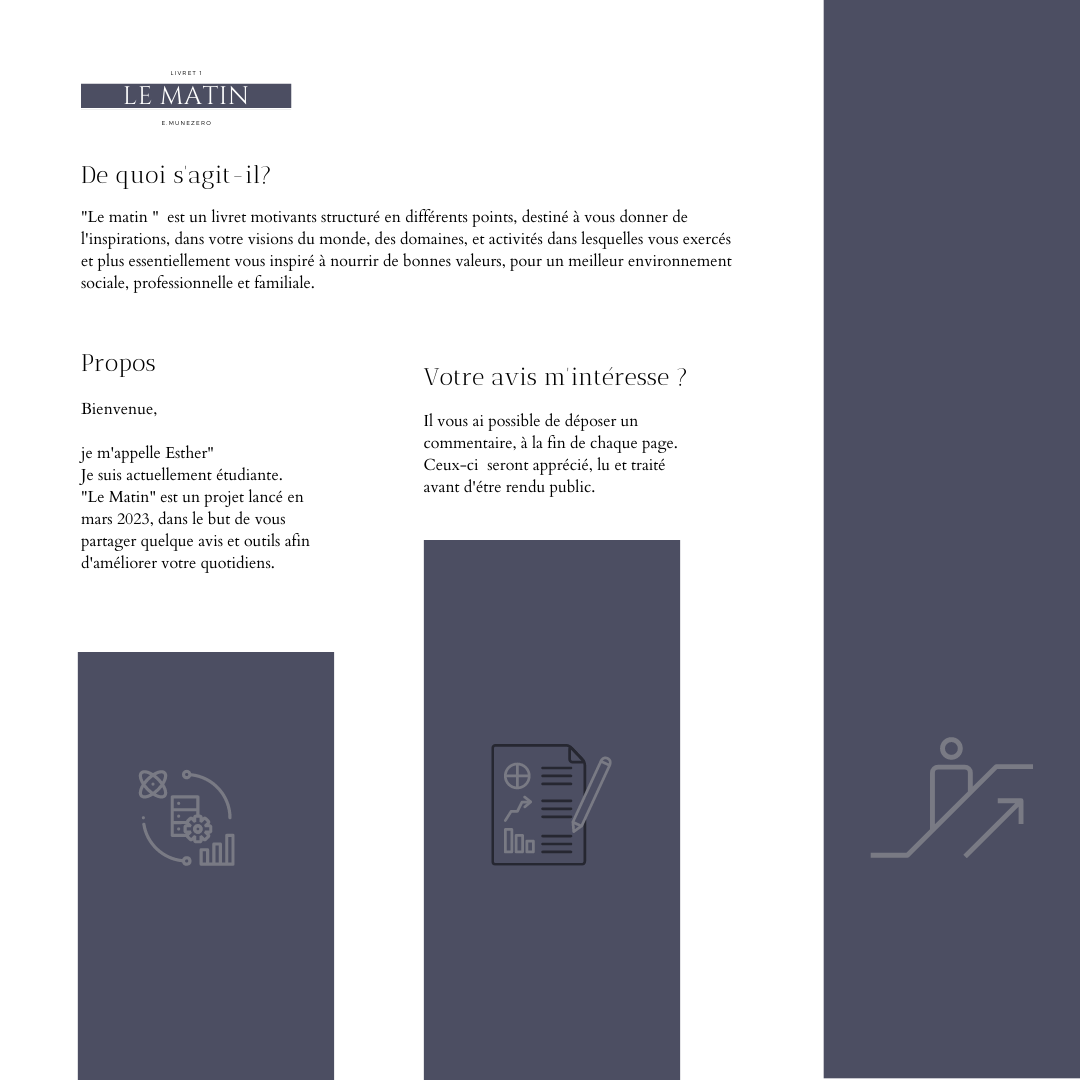 LIVRET 1
LE MATIN
E.MUNEZERO
De quoi s'agit-il?
"Le matin "  est un livret motivants structuré en différents points, destiné à vous donner de
l'inspirations, dans votre visions du monde, des domaines, et activités dans lesquelles vous exercés
et plus essentiellement vous inspiré à nourrir de bonnes valeurs, pour un meilleur environnement
sociale, professionnelle et familiale.
Propos
Bienvenue,
je m'appelle Esther"
Je suis actuellement étudiante.
"Le Matin" est un projet lancé en
mars 2023, dans le but de vous
partager quelque avis et outils afin
d'améliorer votre quotidiens.
Votre avis m'intéresse ?
Il vous ai possible de déposer un
commentaire, à la fin de chaque page.
Ceux-ci  seront apprécié, lu et traité
avant d'étre rendu public.